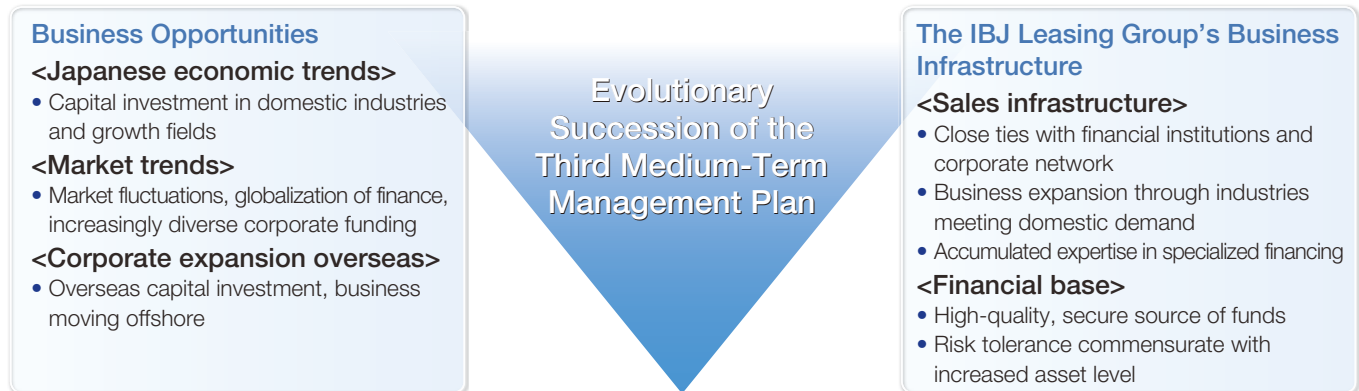 Business Opportunities
<Japanese economic trends>
• Capital investment in domestic industries
and growth fields
<Market trends>
• Market fluctuations, globalization of finance,
increasingly diverse corporate funding
<Corporate expansion overseas>
• Overseas capital investment, business
moving offshore
Evolutionary
Succession of the
Third Medium-Term
Management Plan
The IBJ Leasing Group's Business
Infrastructure
<Sales infrastructure>
• Close ties with financial institutions and
corporate network
• Business expansion through industries
meeting domestic demand
• Accumulated expertise in specialized financing
<Financial base>
• High-quality, secure source of funds
• Risk tolerance commensurate with
increased asset level